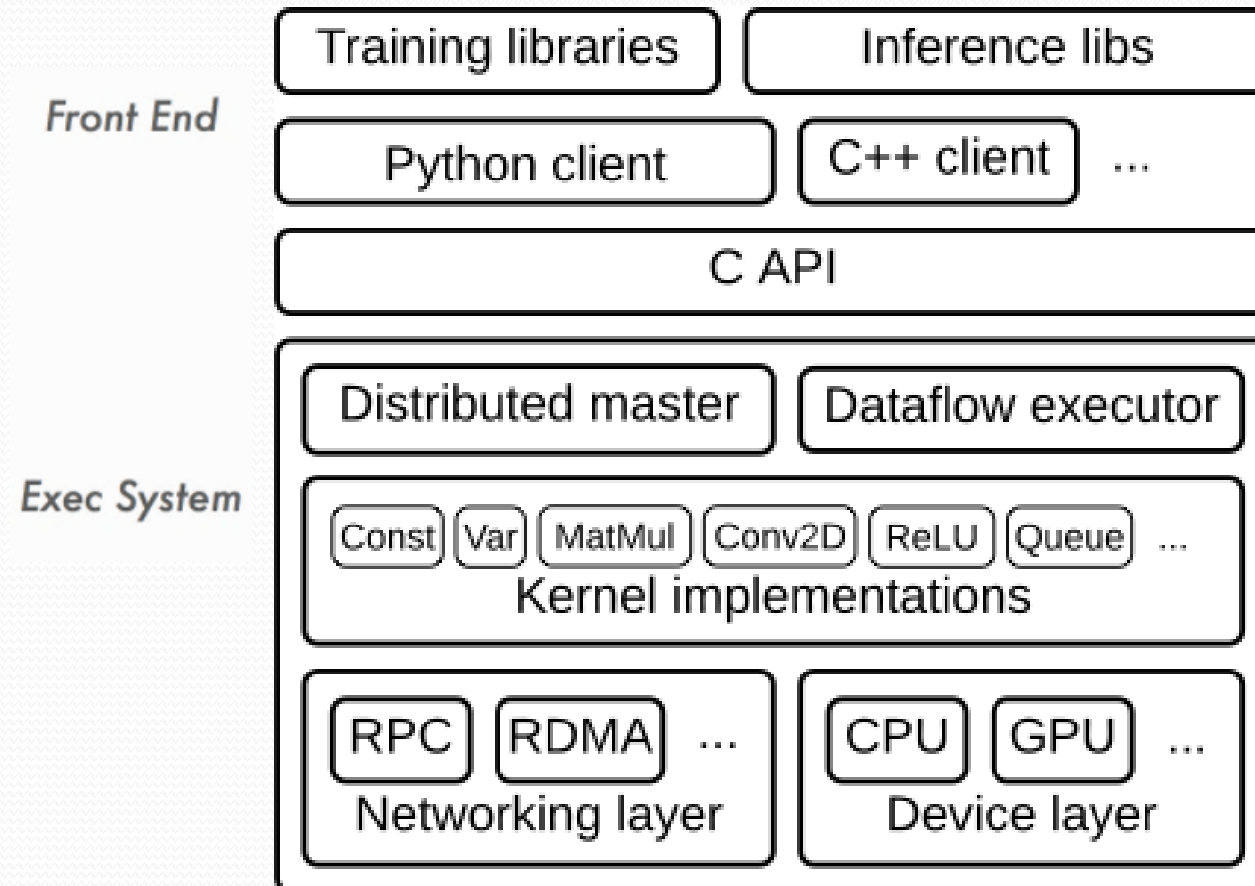 Training libraries
Inference libs
Front End
Python client
C++ client
...
C API
Distributed master
Dataflow executor
Exec System
Const
Var
MatMul
Conv2D
ReLU
Queue
...
Kernel implementations
RPC
RDMA
...
CPU
GPU
...
Networking layer
Device layer